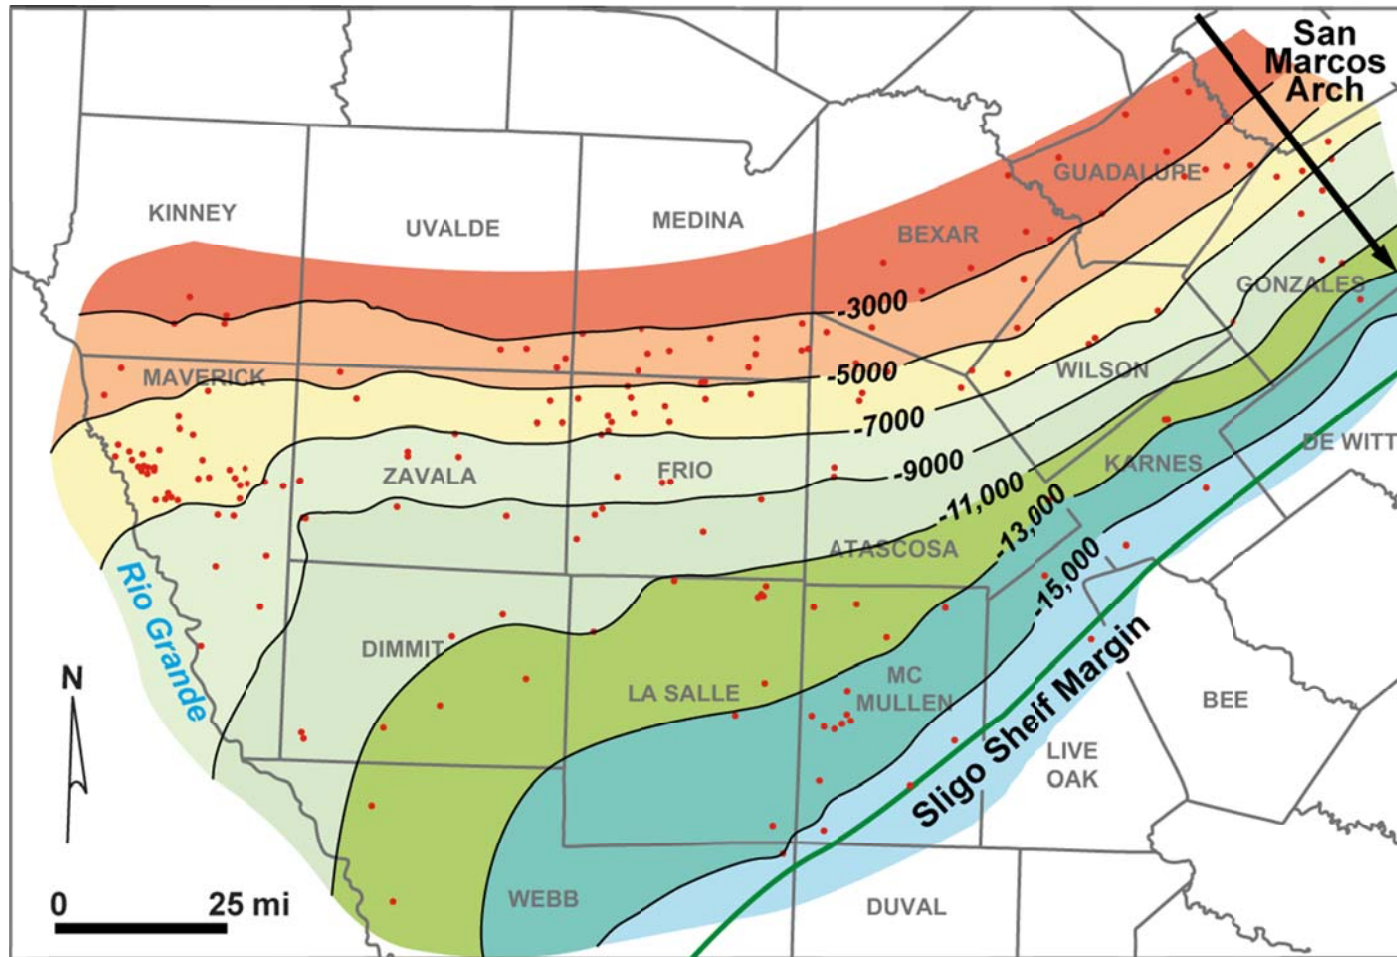 San
Marcos
Arch
GUADALUPE
KINNEY
UVALDE
MEDINA
BEXAR
GONZALES
-3000
MAVERICK
-5000
WILSON
-7000
DE WITT
ZAVALA
FRIO
-9000
KARNES
-11,000
-13,000
ATASCOSA
-15,000
Rio Grande
DIMMIT
LA SALLE
MC
MULLEN
BEE
N
Sligo Shelf Margin
LIVE
OAK
0 25 mi
WEBB
DUVAL